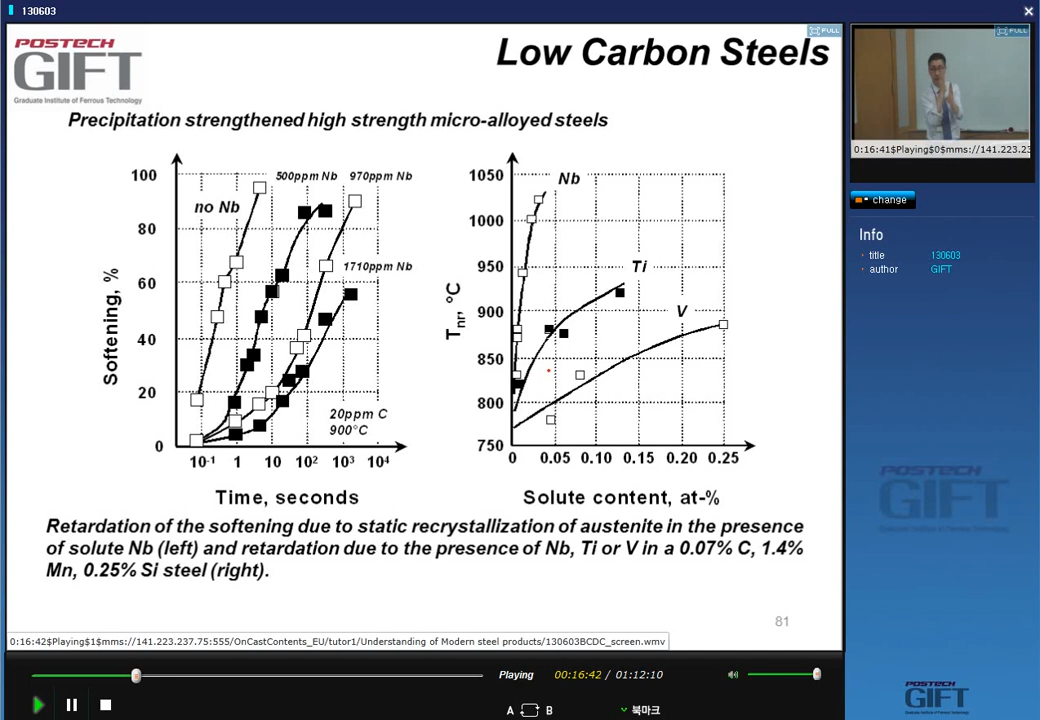 130603
FULL
POSTECH
GIFT
Graduate Institute of Ferrous Technology
Low Carbon Steels
Precipitation strengthened high strength micro-alloyed steels
Softening, %
100
80
60
40
20
0
10-1 1 10 10² 10³ 10⁴
no Nb
500ppm Nb
970ppm Nb
1710ppm Nb
20ppm C
900°C
Time, seconds
Tnr, °C
1050
1000
950
900
850
800
750
0 0.05 0.10 0.15 0.20 0.25
Nb
Ti
V
Solute content, at-%
Retardation of the softening due to static recrystallization of austenite in the presence
of solute Nb (left) and retardation due to the presence of Nb, Ti or V in a 0.07% C, 1.4%
Mn, 0.25% Si steel (right).
81
0:16:42$Playing$1$mms://141.223.237.75:555/OnCastContents_EU/tutor1/Understanding of Modern steel products/130603BCDC_screen.wmv
Playing 00:16:42 / 01:12:10
A B 북마크
FULL
0:16:41$Playing$0$mms://141.223.23
change
Info
title 130603
author GIFT
POSTECH
GIFT
POSTECH
GIFT